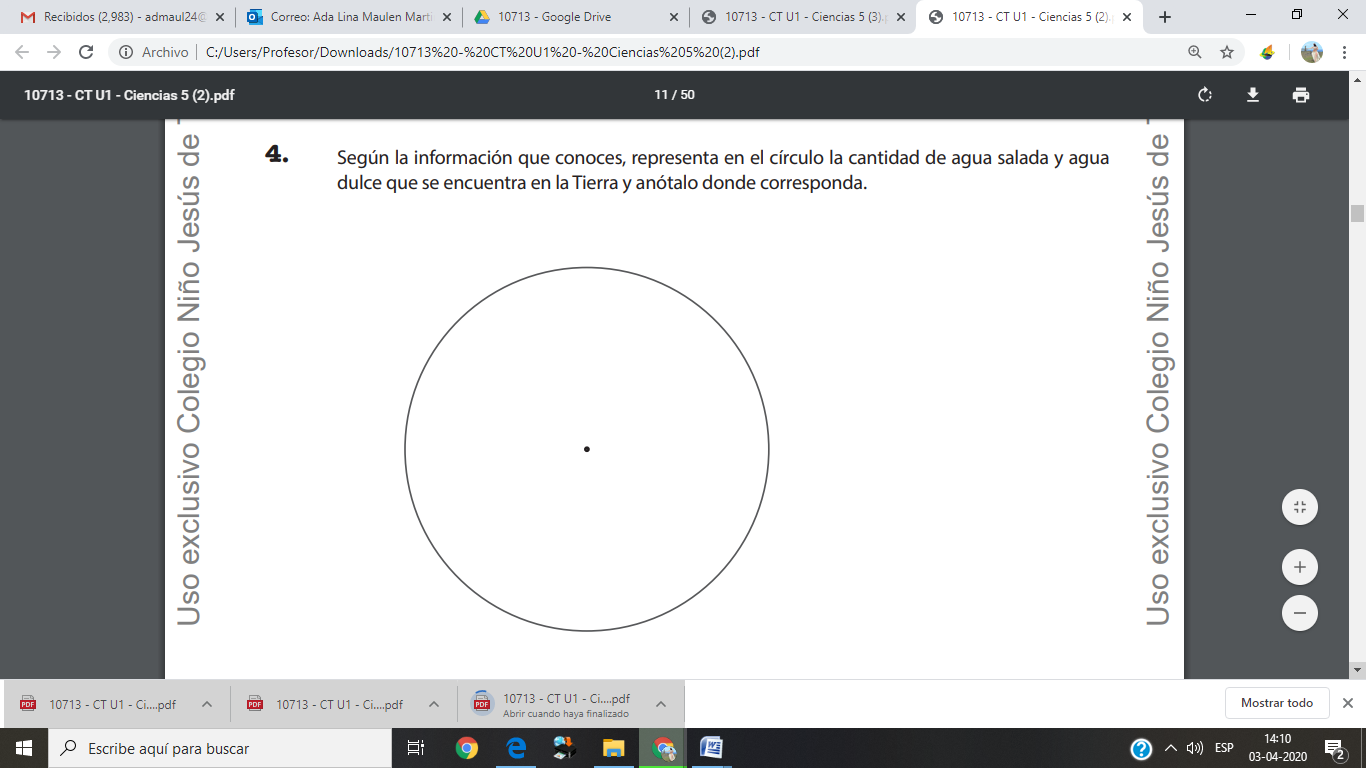 Recibidos (2,983) - admaul24@
Correo: Ada Lina Maulen Marti
10713 - Google Drive
10713 - CT U1 - Ciencias 5 (3).p
10713 - CT U1 - Ciencias 5 (2).p
Archivo | C:/Users/Profesor/Downloads/10713%20-%20CT%20U1%20-%20Ciencias%205%20(2).pdf
10713 - CT U1 - Ciencias 5 (2).pdf
11 / 50
Uso exclusivo Colegio Niño Jesús de
4. Según la información que conoces, representa en el círculo la cantidad de agua salada y agua
dulce que se encuentra en la Tierra y anótalo donde corresponda.
Uso exclusivo Colegio Niño Jesús de
10713 - CT U1 - Ci....pdf
10713 - CT U1 - Ci....pdf
10713 - CT U1 - Ci....pdf
Abrir cuando haya finalizado
Mostrar todo
Escribe aquí para buscar
ESP
14:10
03-04-2020
2